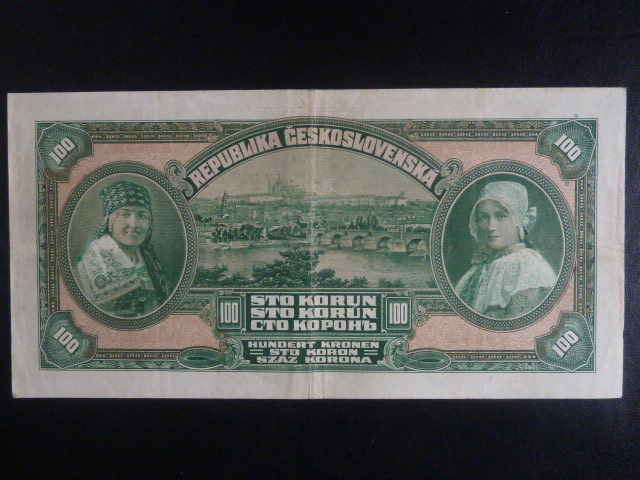 100 100
REPUBLIKA ČESKOSLOVENSKA
100 STO KORUN 100
STO KORUN
СТО КОРОНЪ
HUNDERT KRONEN
STO KORON
SZÁZ KORONA
100 100